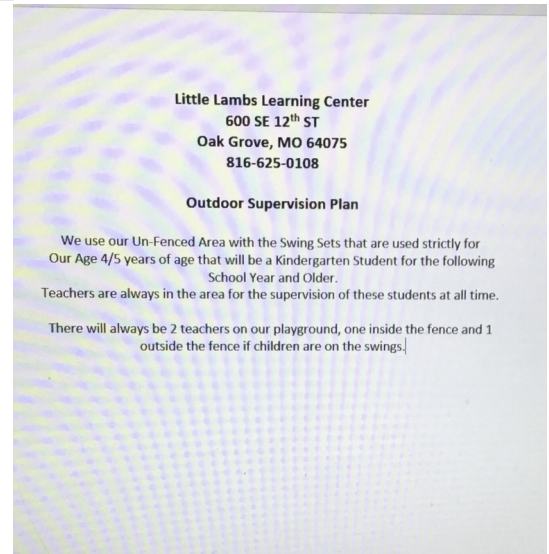 Little Lambs Learning Center
600 SE 12th ST
Oak Grove, MO 64075
816-625-0108
Outdoor Supervision Plan
We use our Un-Fenced Area with the Swing Sets that are used strictly for
Our Age 4/5 years of age that will be a Kindergarten Student for the following
School Year and Older.
Teachers are always in the area for the supervision of these students at all time.
There will always be 2 teachers on our playground, one inside the fence and 1
outside the fence if children are on the swings.